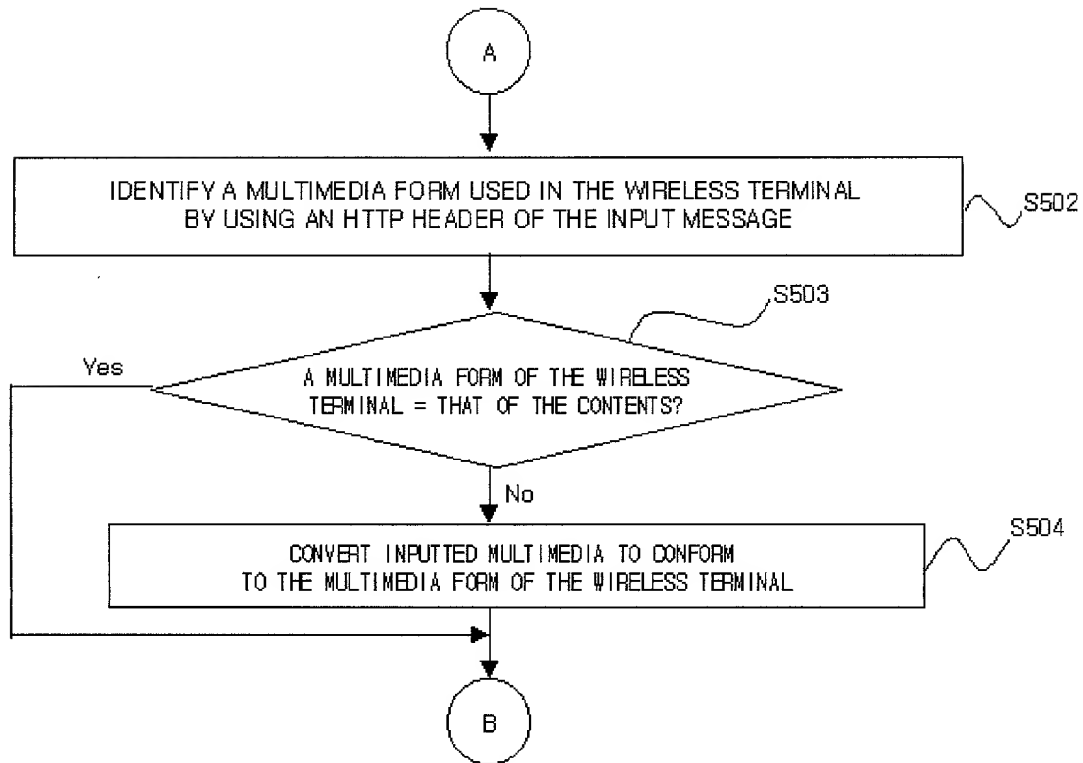 A
IDENTIFY A MULTIMEDIA FORM USED IN THE WIRELESS TERMINAL
BY USING AN HTTP HEADER OF THE INPUT MESSAGE
S502
S503
Yes
A MULTIMEDIA FORM OF THE WIRELESS
TERMINAL = THAT OF THE CONTENTS?
No
S504
CONVERT INPUTTED MULTIMEDIA TO CONFORM
TO THE MULTIMEDIA FORM OF THE WIRELESS TERMINAL
B